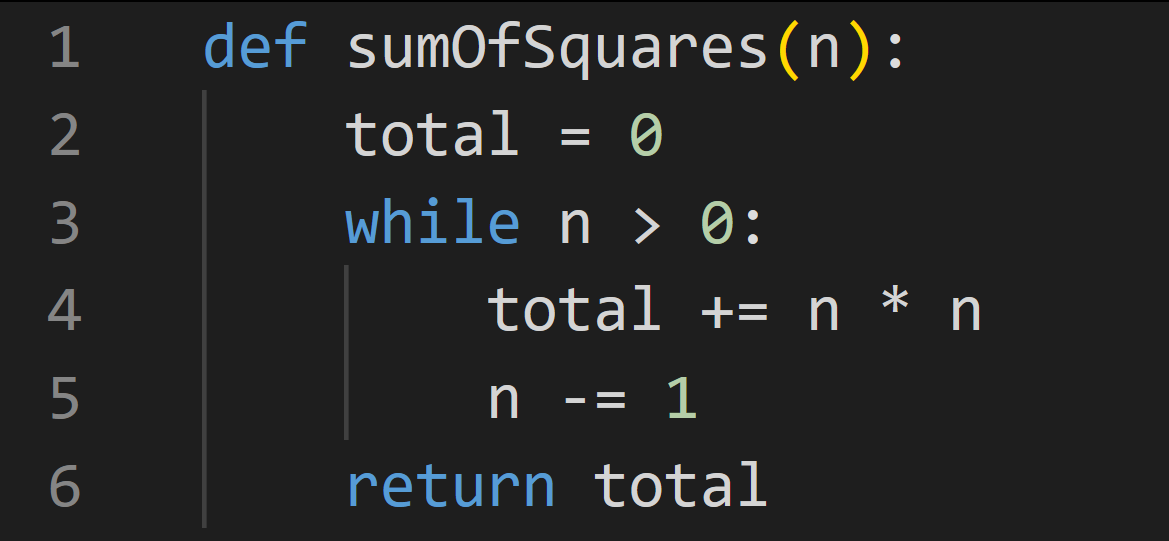 1 def sumOfSquares(n):
2     total = 0
3     while n > 0:
4         total += n * n
5         n -= 1
6     return total